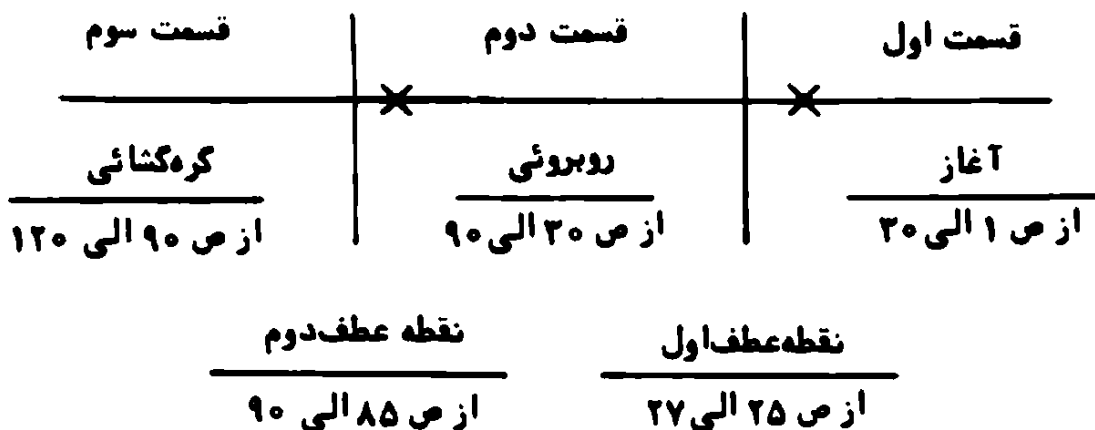 قسمت اول قسمت دوم قسمت سوم
آغاز روبروئی گره‌گشائی
از ص ۱ الی ۳۰ از ص ۳۰ الی ۹۰ از ص ۹۰ الی ۱۲۰
نقطه‌عطف‌اول نقطه عطف‌دوم
از ص ۲۵ الی ۲۷ از ص ۸۵ الی ۹۰